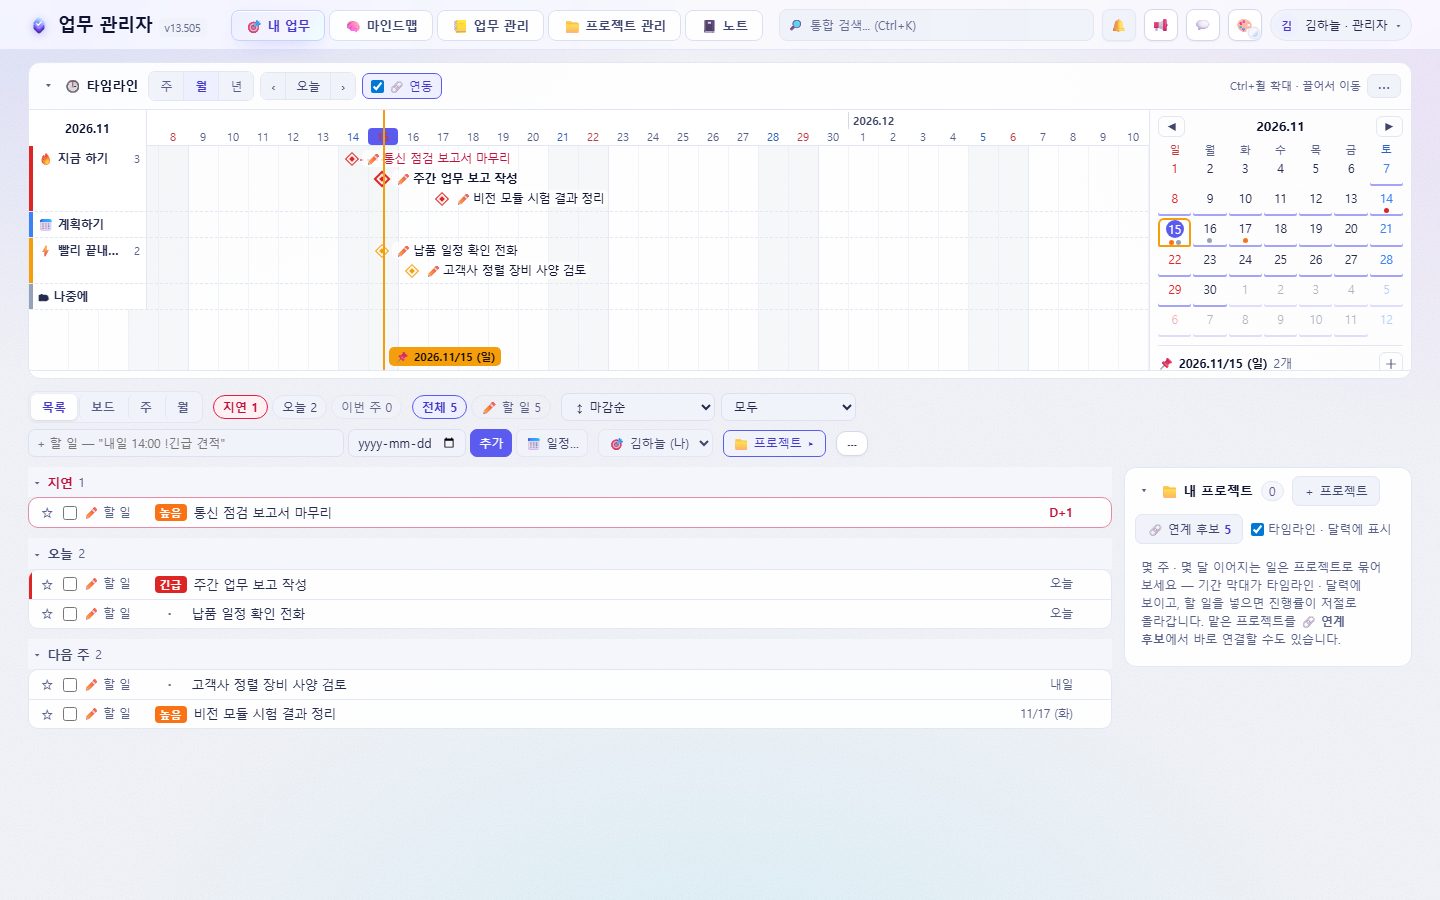 업무 관리자 v13.505 내 업무 마인드맵 업무 관리 프로젝트 관리 노트 통합 검색... (Ctrl+K) 김 김하늘 · 관리자
타임라인 주 월 년 ‹ 오늘 › 연동 Ctrl+휠 확대 · 끌어서 이동 ...
2026.11 2026.12
8 9 10 11 12 13 14 16 17 18 19 20 21 22 23 24 25 26 27 28 29 30 1 2 3 4 5 6 7 8 9 10
지금 하기 3
통신 점검 보고서 마무리
주간 업무 보고 작성
비전 모듈 시험 결과 정리
계획하기
빨리 끝내... 2
납품 일정 확인 전화
고객사 정렬 장비 사양 검토
나중에
2026.11/15 (일)
◀ 2026.11 ▶
일 월 화 수 목 금 토
1 2 3 4 5 6 7
8 9 10 11 12 13 14
15 16 17 18 19 20 21
22 23 24 25 26 27 28
29 30 1 2 3 4 5
6 7 8 9 10 11 12
2026.11/15 (일) 2개 +
목록 보드 주 월 지연 1 오늘 2 이번 주 0 전체 5 할 일 5 ↕ 마감순 모두
+ 할 일 — "내일 14:00 !긴급 견적" yyyy-mm-dd 추가 일정... 김하늘 (나) 프로젝트 ▸ ...
지연 1
할 일 높음 통신 점검 보고서 마무리 D+1
오늘 2
할 일 긴급 주간 업무 보고 작성 오늘
할 일 · 납품 일정 확인 전화 오늘
다음 주 2
할 일 · 고객사 정렬 장비 사양 검토 내일
할 일 높음 비전 모듈 시험 결과 정리 11/17 (화)
내 프로젝트 0 + 프로젝트
연계 후보 5 타임라인 · 달력에 표시
몇 주 · 몇 달 이어지는 일은 프로젝트로 묶어
보세요 — 기간 막대가 타임라인 · 달력에
보이고, 할 일을 넣으면 진행률이 저절로
올라갑니다. 맡은 프로젝트를 연계
후보에서 바로 연결할 수도 있습니다.